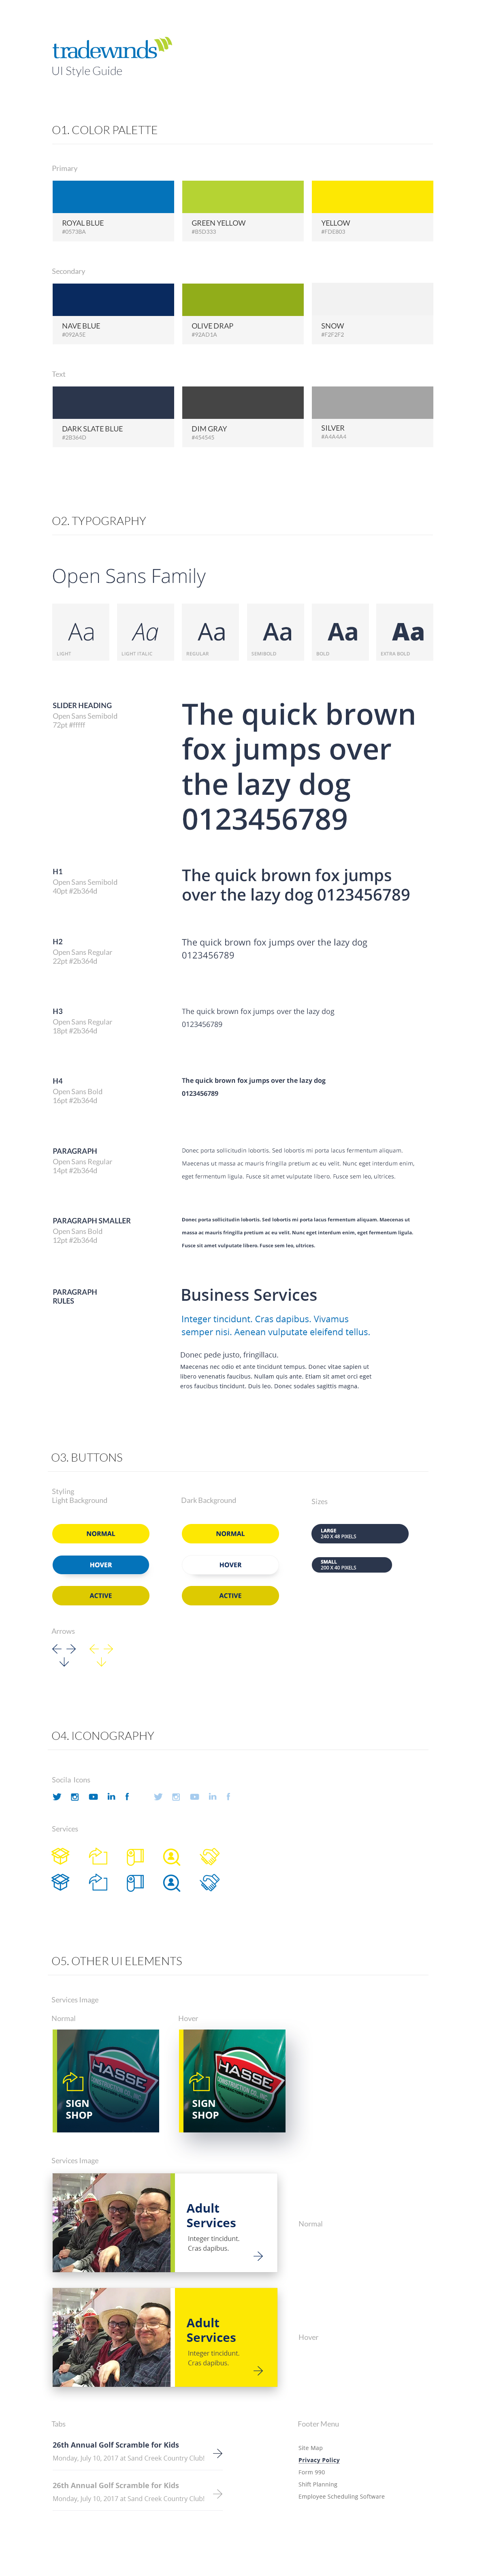 tradewinds
UI Style Guide
01. COLOR PALETTE
Primary
ROYAL BLUE
#0573BA
GREEN YELLOW
#B5D333
YELLOW
#FDE803
Secondary
NAVE BLUE
#092A5E
OLIVE DRAP
#92AD1A
SNOW
#F2F2F2
Text
DARK SLATE BLUE
#2B364D
DIM GRAY
#454545
SILVER
#A4A4A4
02. TYPOGRAPHY
Open Sans Family
Aa
LIGHT
Aa
LIGHT ITALIC
Aa
REGULAR
Aa
SEMIBOLD
Aa
BOLD
Aa
EXTRA BOLD
SLIDER HEADING
Open Sans Semibold
72pt #ffffff
The quick brown
fox jumps over
the lazy dog
0123456789
H1
Open Sans Semibold
40pt #2b364d
The quick brown fox jumps
over the lazy dog 0123456789
H2
Open Sans Regular
22pt #2b364d
The quick brown fox jumps over the lazy dog
0123456789
H3
Open Sans Regular
18pt #2b364d
The quick brown fox jumps over the lazy dog
0123456789
H4
Open Sans Bold
16pt #2b364d
The quick brown fox jumps over the lazy dog
0123456789
PARAGRAPH
Open Sans Regular
14pt #2b364d
Donec porta sollicitudin lobortis. Sed lobortis mi porta lacus fermentum aliquam.
Maecenas ut massa ac mauris fringilla pretium ac eu velit. Nunc eget interdum enim,
eget fermentum ligula. Fusce sit amet vulputate libero. Fusce sem leo, ultrices.
PARAGRAPH SMALLER
Open Sans Bold
12pt #2b364d
Donec porta sollicitudin lobortis. Sed lobortis mi porta lacus fermentum aliquam. Maecenas ut
massa ac mauris fringilla pretium ac eu velit. Nunc eget interdum enim, eget fermentum ligula.
Fusce sit amet vulputate libero. Fusce sem leo, ultrices.
PARAGRAPH
RULES
Business Services
Integer tincidunt. Cras dapibus. Vivamus
semper nisi. Aenean vulputate eleifend tellus.
Donec pede justo, fringillacu.
Maecenas nec odio et ante tincidunt tempus. Donec vitae sapien ut
libero venenatis faucibus. Nullam quis ante. Etiam sit amet orci eget
eros faucibus tincidunt. Duis leo. Donec sodales sagittis magna.
03. BUTTONS
Styling
Light Background
Dark Background
Sizes
NORMAL
NORMAL
LARGE
240 X 48 PIXELS
HOVER
HOVER
SMALL
200 X 40 PIXELS
ACTIVE
ACTIVE
Arrows
04. ICONOGRAPHY
Socila Icons
Services
05. OTHER UI ELEMENTS
Services Image
Normal
Hover
HASSE
CONSTRUCTION CO., INC.
SIGN
SHOP
HASSE
CONSTRUCTION CO., INC.
SIGN
SHOP
Services Image
Adult
Services
Integer tincidunt.
Cras dapibus.
Normal
Adult
Services
Integer tincidunt.
Cras dapibus.
Hover
Tabs
26th Annual Golf Scramble for Kids
Monday, July 10, 2017 at Sand Creek Country Club!
26th Annual Golf Scramble for Kids
Monday, July 10, 2017 at Sand Creek Country Club!
Footer Menu
Site Map
Privacy Policy
Form 990
Shift Planning
Employee Scheduling Software